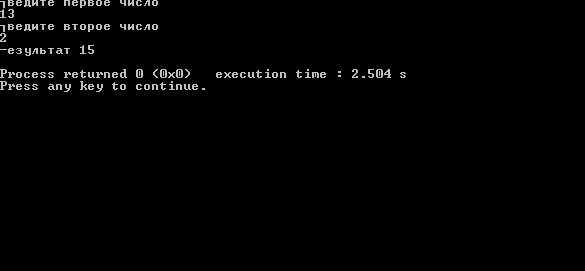 ┐ведите первое число
13
┐ведите второе число
2
─езультат 15
Process returned 0 (0x0)   execution time : 2.504 s
Press any key to continue.